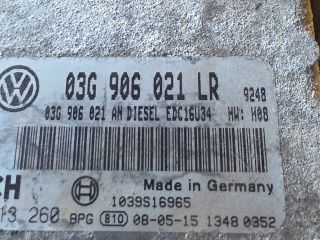 03G 906 021 LR 9248
03G 906 021 AN DIESEL EDC16U34 HW: H08
CH Made in Germany
1039S16965
13 260 BPG (810) 08-05-15 1348 0352